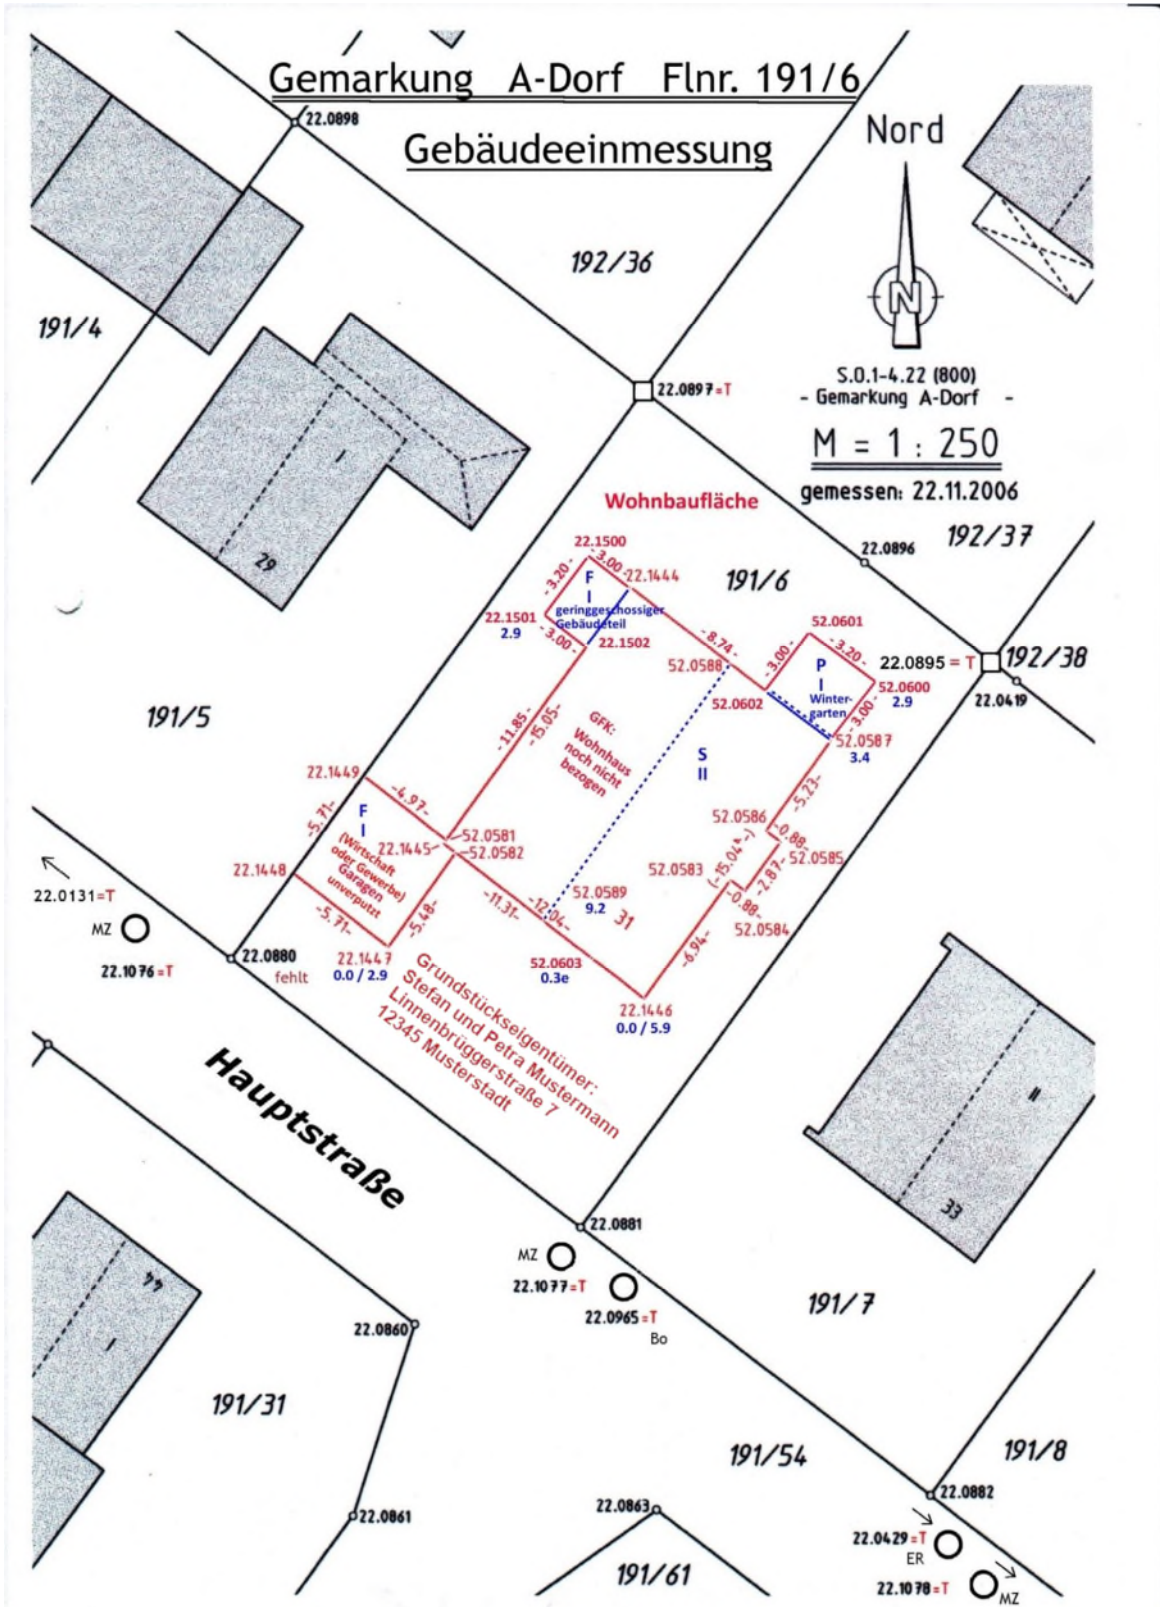 Gemarkung A-Dorf Flnr. 191/6
Gebäudeeinmessung
22.0898
Nord
N
192/36
191/4
S.O.1-4.22 (800)
- Gemarkung A-Dorf -
M = 1 : 250
gemessen: 22.11.2006
22.0897=T
I
29
Wohnbaufläche
192/37
22.0896
191/6
22.1500
-3.00-
22.1444
-3.20-
F
I
geringgeschossiger
Gebäudeteil
22.1501
2.9
-3.00-
22.1502
-8.74-
52.0601
-3.00-
-3.20-
52.0588
22.0895 = T
192/38
P
I
Winter-
garten
52.0600
2.9
22.0419
52.0602
-3.00-
52.0587
3.4
191/5
-11.85-
-15.05-
GFK:
Wohnhaus
noch nicht
bezogen
S
II
22.1449
-4.97-
-5.23-
-5.71-
F
I
(Wirtschaft
oder Gewerbe)
Garagen
unverputzt
52.0586
-0.88-
52.0581
22.1445
52.0582
(-15.04ᴬ-)
52.0585
22.1448
52.0583
-2.87-
22.0131=T
-5.48-
-11.31-
-12.04-
52.0589
9.2
31
-0.88-
52.0584
MZ
-5.71-
-6.94-
22.0880
22.1447
0.0 / 2.9
22.1076=T
fehlt
52.0603
0.3e
22.1446
0.0 / 5.9
Grundstückseigentümer:
Stefan und Petra Mustermann
Linnenbrüggerstraße 7
12345 Musterstadt
Hauptstraße
II
33
22.0881
MZ
22.1077=T
22.0965=T
Bo
44
I
22.0860
191/7
191/31
191/54
191/8
22.0882
22.0863
22.0861
22.0429=T
ER
191/61
22.1078=T
MZ